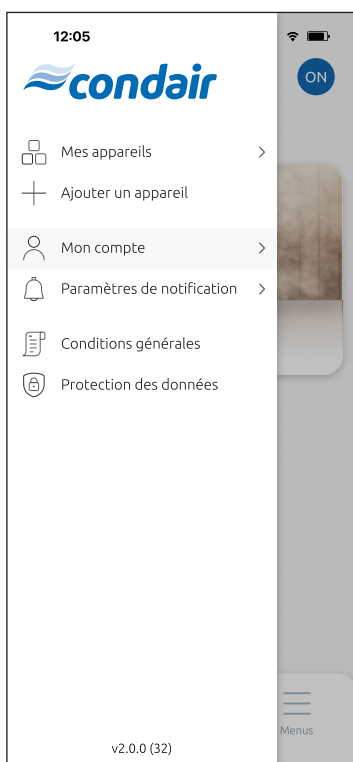 12:05
condair
ON
Mes appareils
Ajouter un appareil
Mon compte
Paramètres de notification
Conditions générales
Protection des données
Menus
v2.0.0 (32)